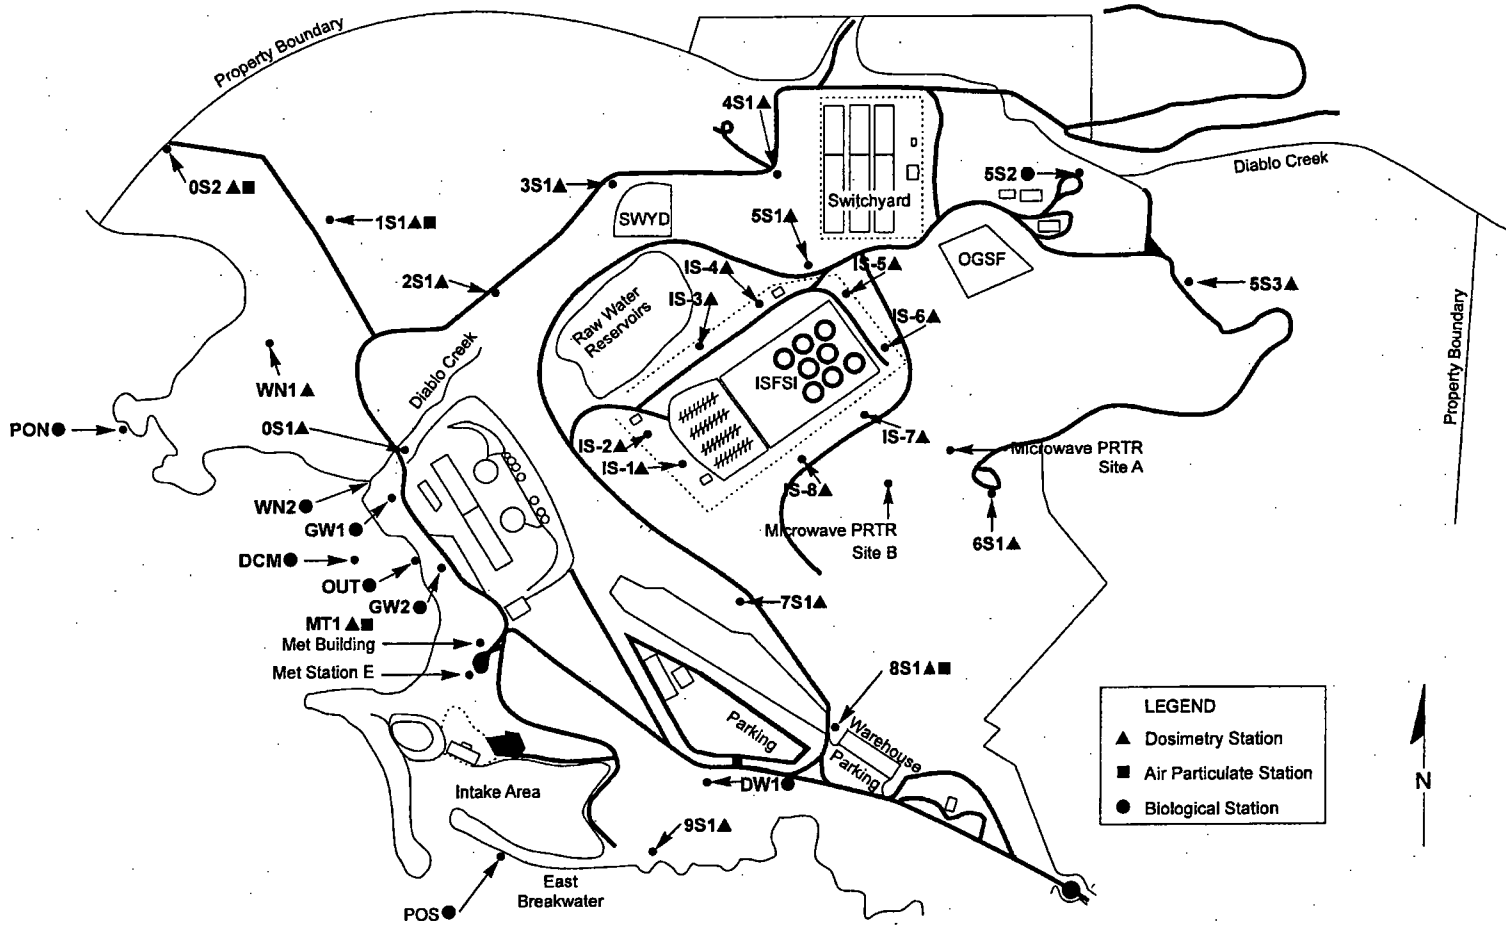 Property Boundary
4S1▲
Diablo Creek
0S2▲■
3S1▲
5S2●
1S1▲■
SWYD
5S1▲
Switchyard
OGSF
2S1▲
IS-4▲
IS-5▲
5S3▲
IS-3▲
Raw Water
Reservoirs
IS-6▲
Property Boundary
Diablo Creek
WN1▲
ISFSI
PON●
0S1▲
IS-7▲
IS-2▲
IS-1▲
Microwave PRTR
Site A
IS-8▲
WN2●
GW1
●
Microwave PRTR
Site B
6S1▲
DCM●
OUT●
GW2●
7S1▲
MT1▲■
Met Building
Met Station E
8S1▲■
Parking
Warehouse
Parking
DW1●
Intake Area
9S1▲
East
Breakwater
POS●
LEGEND
▲ Dosimetry Station
■ Air Particulate Station
● Biological Station
N